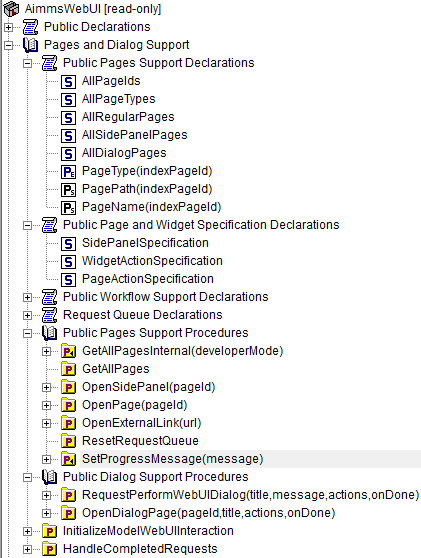 AimmsWebUI [read-only]
Public Declarations
Pages and Dialog Support
Public Pages Support Declarations
S AllPageIds
S AllPageTypes
S AllRegularPages
S AllSidePanelPages
S AllDialogPages
PE PageType(indexPageId)
PS PagePath(indexPageId)
PS PageName(indexPageId)
Public Page and Widget Specification Declarations
S SidePanelSpecification
S WidgetActionSpecification
S PageActionSpecification
Public Workflow Support Declarations
Request Queue Declarations
Public Pages Support Procedures
P GetAllPagesInternal(developerMode)
P GetAllPages
P OpenSidePanel(pageId)
P OpenPage(pageId)
P OpenExternalLink(url)
P ResetRequestQueue
P SetProgressMessage(message)
Public Dialog Support Procedures
P RequestPerformWebUIDialog(title,message,actions,onDone)
P OpenDialogPage(pageId,title,actions,onDone)
P InitializeModelWebUIInteraction
P HandleCompletedRequests